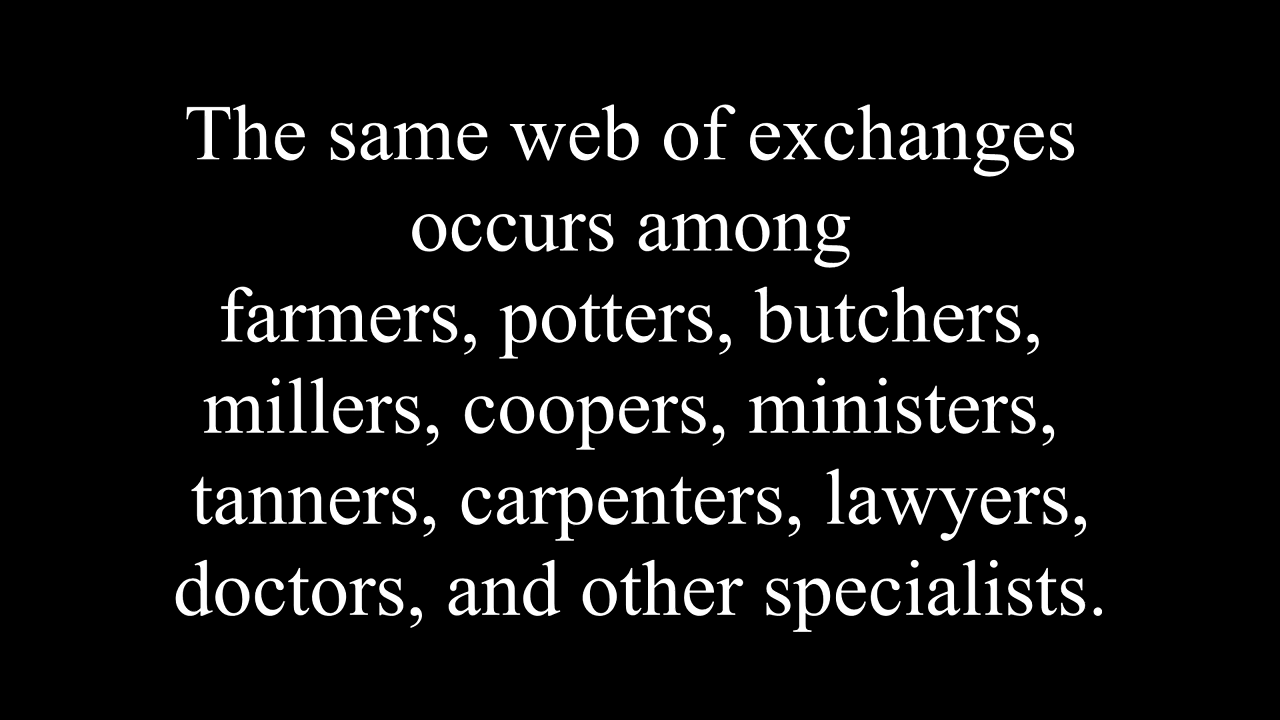 The same web of exchanges
occurs among
farmers, potters, butchers,
millers, coopers, ministers,
tanners, carpenters, lawyers,
doctors, and other specialists.